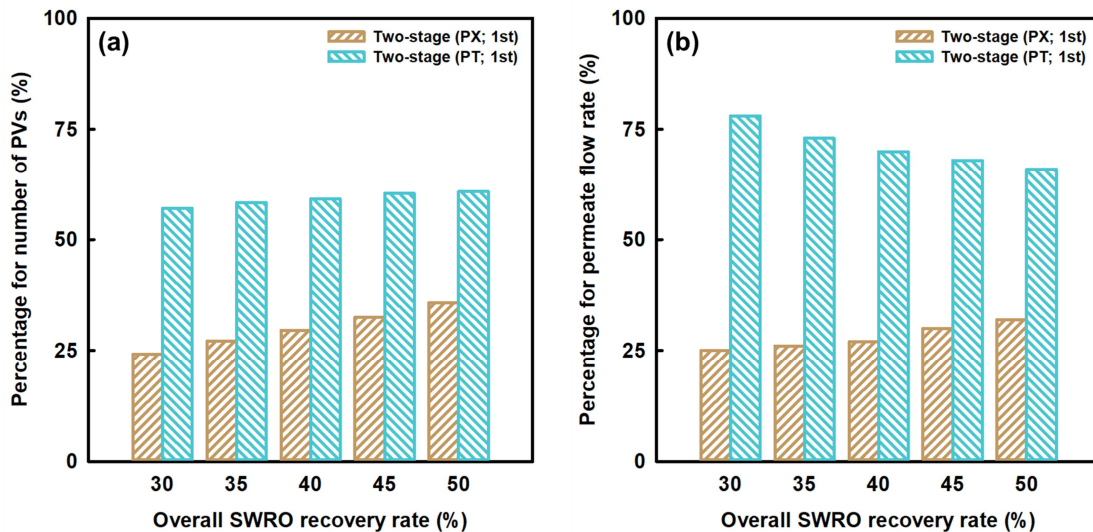 (a)
Two-stage (PX; 1st)
Two-stage (PT; 1st)
Percentage for number of PVs (%)
100
75
50
25
0
30 35 40 45 50
Overall SWRO recovery rate (%)
(b)
Two-stage (PX; 1st)
Two-stage (PT; 1st)
Percentage for permeate flow rate (%)
100
75
50
25
0
30 35 40 45 50
Overall SWRO recovery rate (%)